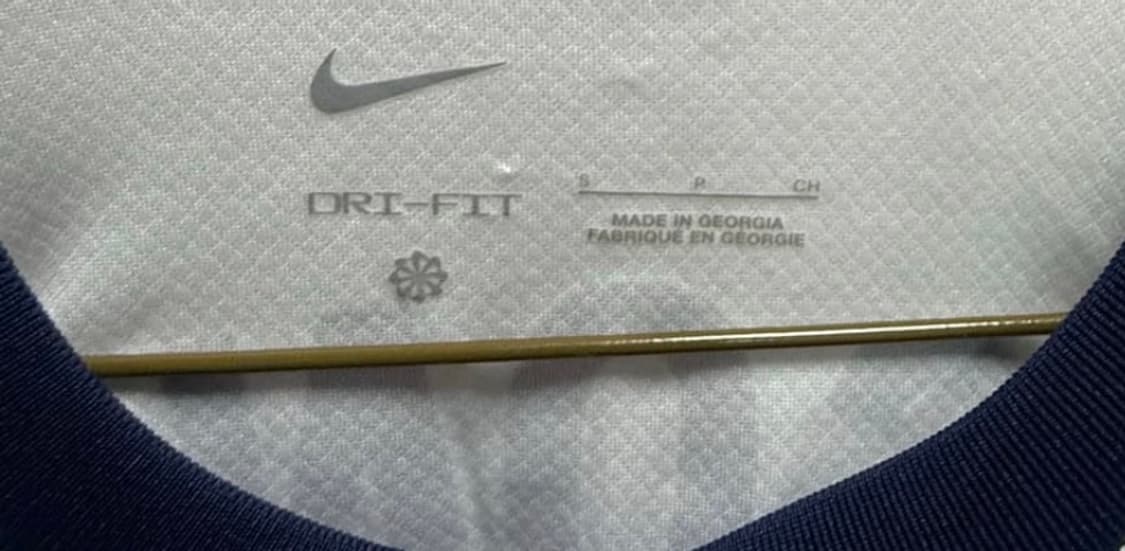 DRI-FIT
S P CH
MADE IN GEORGIA
FABRIQUÉ EN GÉORGIE